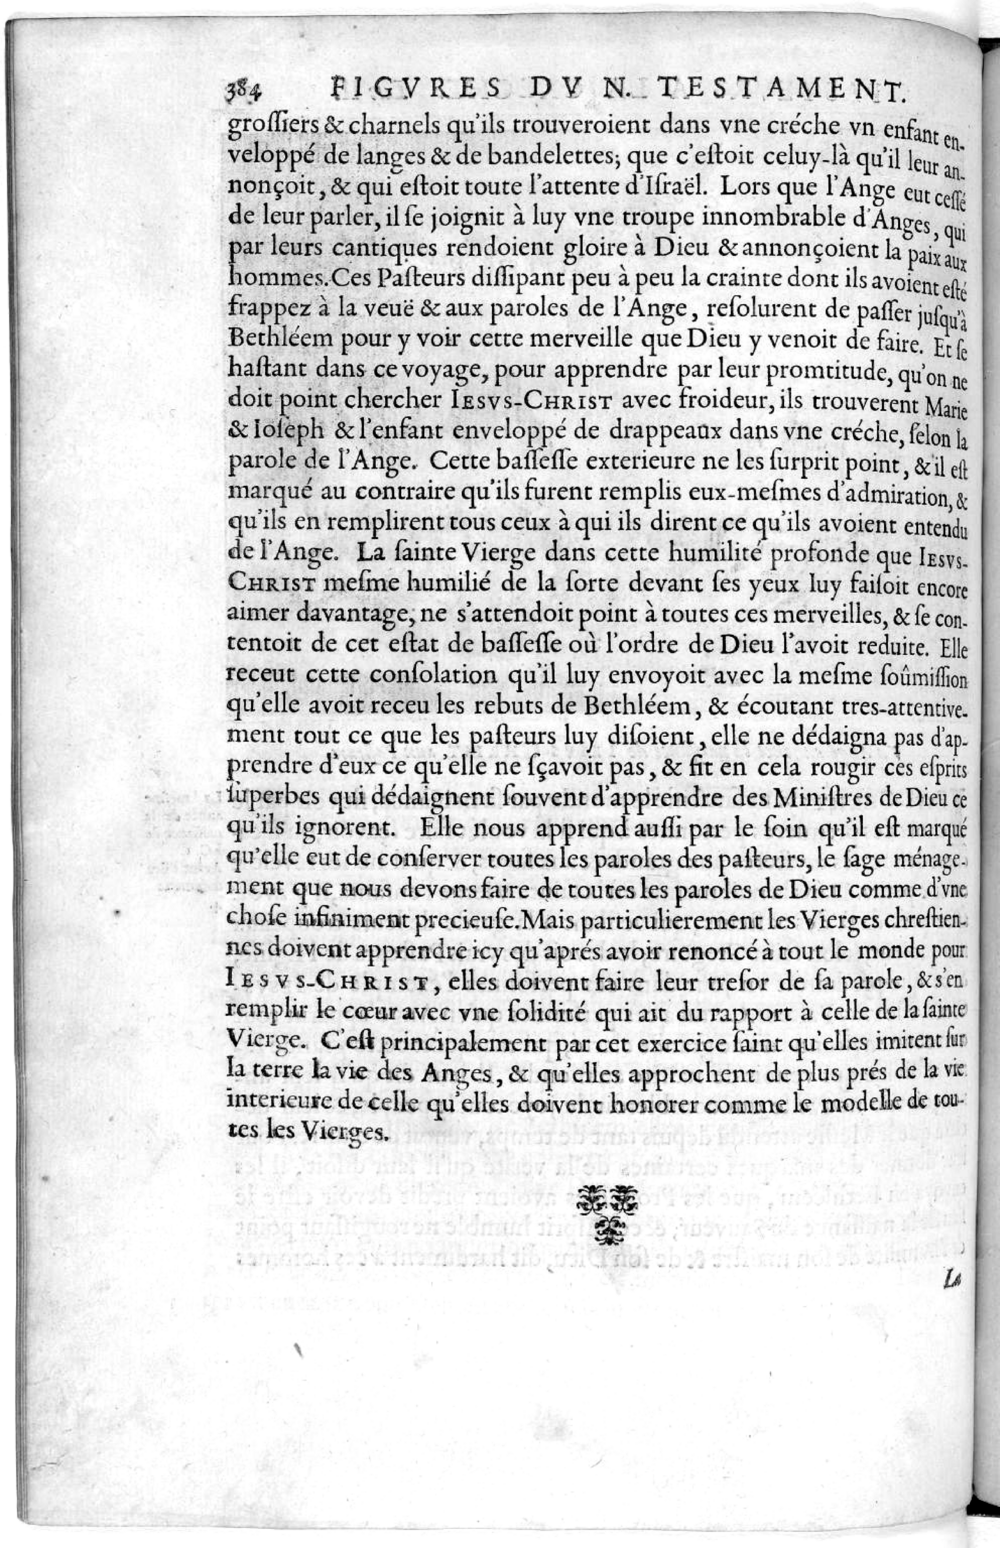 384 FIGVRES DV N. TESTAMENT.
groſſiers & charnels qu'ils trouveroient dans vne créche vn enfant en-
veloppé de langes & de bandelettes; que c'eſtoit celuy-là qu'il leur an-
nonçoit, & qui eſtoit toute l'attente d'Iſraël. Lors que l'Ange eut ceſſé
de leur parler, il ſe joignit à luy vne troupe innombrable d'Anges, qui
par leurs cantiques rendoient gloire à Dieu & annonçoient la paix aux
hommes. Ces Paſteurs diſſipant peu à peu la crainte dont ils avoient eſté
frappez à la veuë & aux paroles de l'Ange, reſolurent de paſſer juſqu'à
Bethléem pour y voir cette merveille que Dieu y venoit de faire. Et ſe
haſtant dans ce voyage, pour apprendre par leur promtitude, qu'on ne
doit point chercher IESVS-CHRIST avec froideur, ils trouverent Marie
& Ioſeph & l'enfant enveloppé de drappeaux dans vne créche, ſelon la
parole de l'Ange. Cette baſſeſſe exterieure ne les ſurprit point, & il eſt
marqué au contraire qu'ils furent remplis eux-meſmes d'admiration, &
qu'ils en remplirent tous ceux à qui ils dirent ce qu'ils avoient entendu
de l'Ange. La ſainte Vierge dans cette humilité profonde que IESVS-
CHRIST meſme humilié de la ſorte devant ſes yeux luy faiſoit encore
aimer davantage, ne s'attendoit point à toutes ces merveilles, & ſe con-
tentoit de cet eſtat de baſſeſſe où l'ordre de Dieu l'avoit reduite. Elle
receut cette conſolation qu'il luy envoyoit avec la meſme ſoûmiſſion
qu'elle avoit receu les rebuts de Bethléem, & écoutant tres-attentive-
ment tout ce que les paſteurs luy diſoient, elle ne dédaigna pas d'ap-
prendre d'eux ce qu'elle ne ſçavoit pas, & fit en cela rougir ces eſprits
ſuperbes qui dédaignent ſouvent d'apprendre des Miniſtres de Dieu ce
qu'ils ignorent. Elle nous apprend auſſi par le ſoin qu'il eſt marqué
qu'elle eut de conſerver toutes les paroles des paſteurs, le ſage ménage-
ment que nous devons faire de toutes les paroles de Dieu comme d'vne
choſe infiniment precieuſe. Mais particulierement les Vierges chreſtien-
nes doivent apprendre icy qu'aprés avoir renoncé à tout le monde pour
IESVS-CHRIST, elles doivent faire leur treſor de ſa parole, & s'en
remplir le cœur avec vne ſolidité qui ait du rapport à celle de la ſainte
Vierge. C'eſt principalement par cet exercice ſaint qu'elles imitent ſur
la terre la vie des Anges, & qu'elles approchent de plus prés de la vie
interieure de celle qu'elles doivent honorer comme le modelle de tou-
tes les Vierges.
La